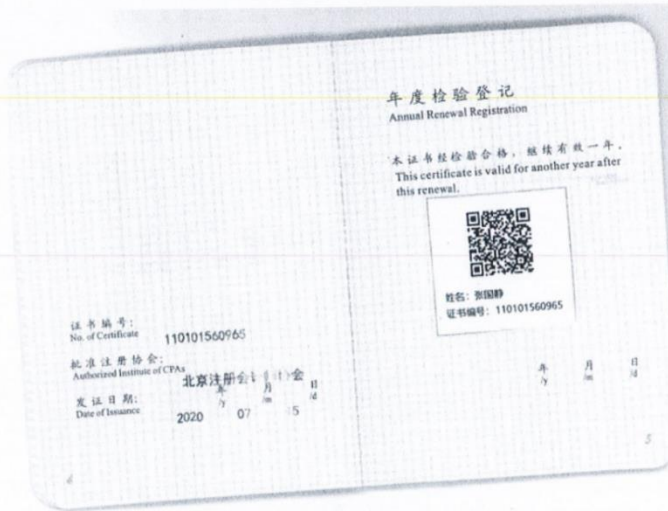 证书编号：
No. of Certificate
110101560965
批准注册协会：
Authorized Institute of CPAs
北京注册会 会
发证日期：
Date of Issuance
年 月 日
/y /m /d
2020 07 5
6
年度检验登记
Annual Renewal Registration
本证书经检验合格，继续有效一年。
This certificate is valid for another year after
this renewal.
姓名：张国静
证书编号：110101560965
年 月 日
/y /m /d
5